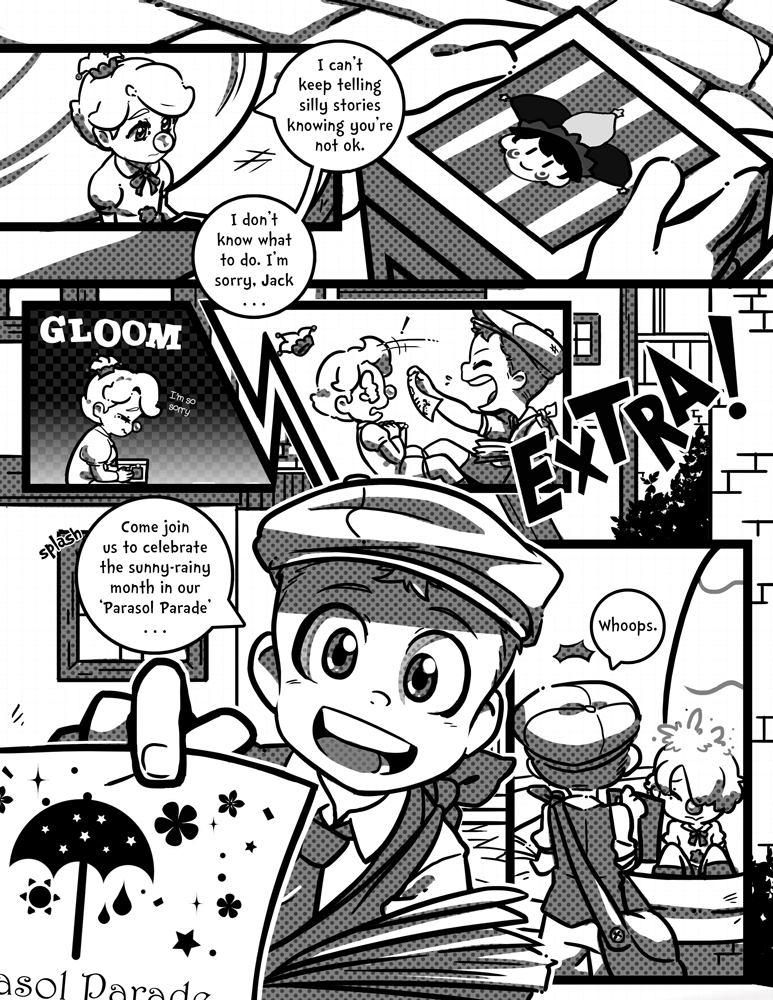 I can't
keep telling
silly stories
knowing you're
not ok.
I don't
know what
to do. I'm
sorry, Jack
. . .
GLOOM
I'm so
sorry
!
EXTRA!
splash
Come join
us to celebrate
the sunny-rainy
month in our
'Parasol Parade'
. . .
Whoops.
asol Parade